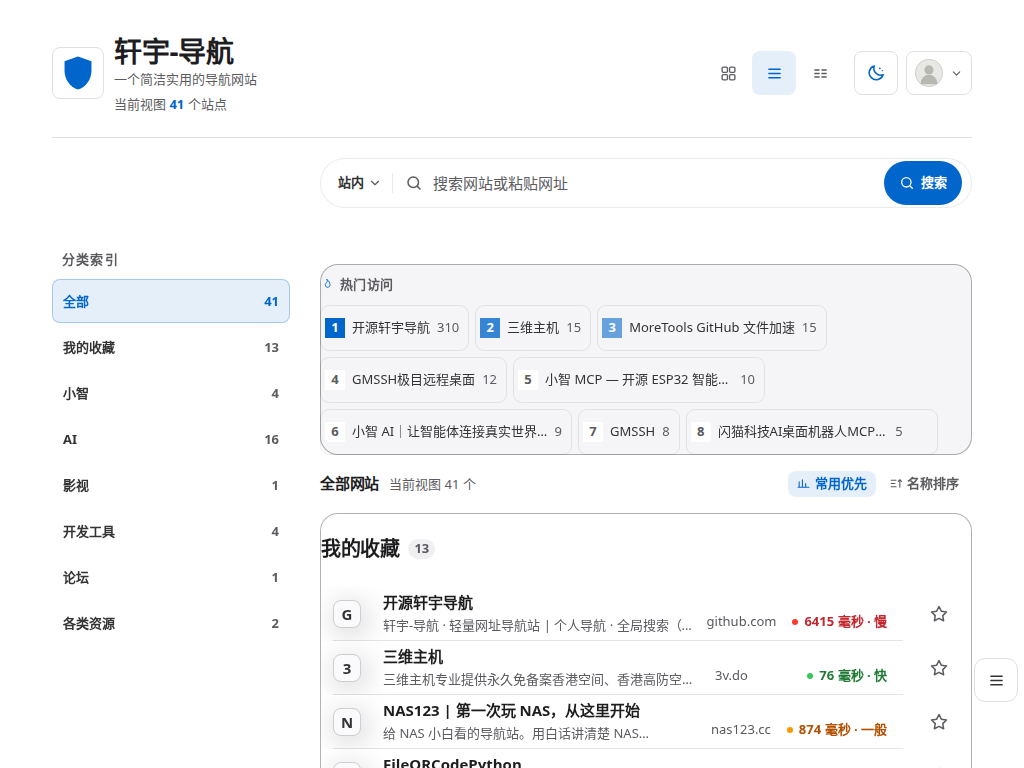 轩宇-导航
一个简洁实用的导航网站
当前视图 41 个站点
站内
搜索网站或粘贴网址
搜索
分类索引
全部 41
我的收藏 13
小智 4
AI 16
影视 1
开发工具 4
论坛 1
各类资源 2
热门访问
1 开源轩宇导航 310
2 三维主机 15
3 MoreTools GitHub 文件加速 15
4 GMSSH极目远程桌面 12
5 小智 MCP — 开源 ESP32 智能... 10
6 小智 AI｜让智能体连接真实世界... 9
7 GMSSH 8
8 闪猫科技AI桌面机器人MCP... 5
全部网站 当前视图 41 个
常用优先
名称排序
我的收藏 13
G
开源轩宇导航
轩宇-导航 · 轻量网址导航站 | 个人导航 · 全局搜索（...
github.com
6415 毫秒 · 慢
3
三维主机
三维主机专业提供永久免备案香港空间、香港高防空...
3v.do
76 毫秒 · 快
N
NAS123 | 第一次玩 NAS，从这里开始
给 NAS 小白看的导航站。用白话讲清楚 NAS...
nas123.cc
874 毫秒 · 一般
FileQRCodePython